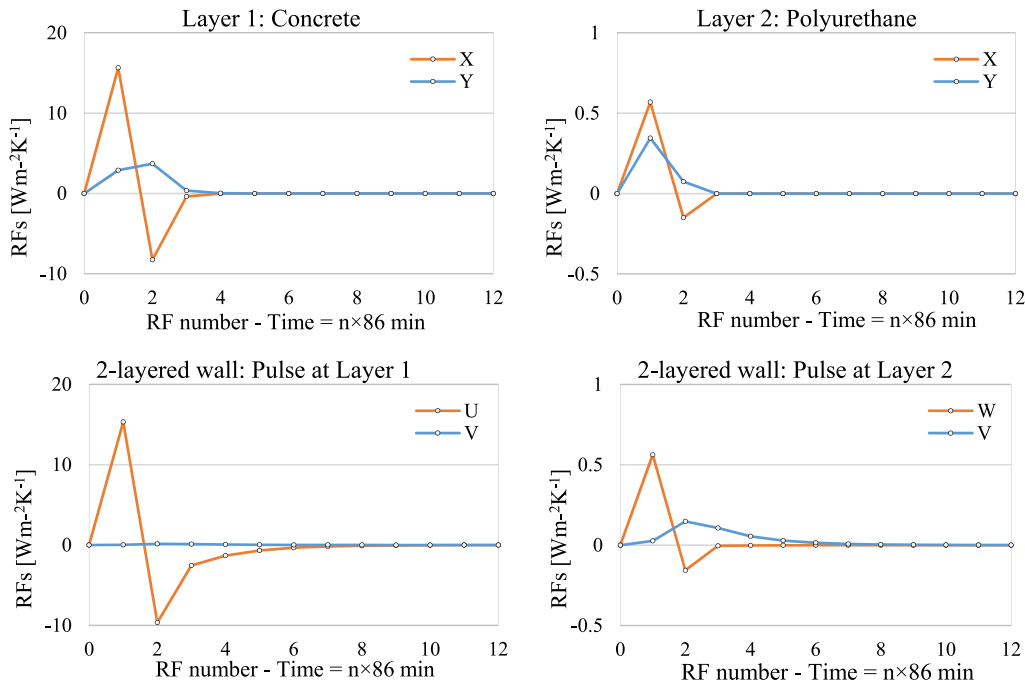 Layer 1: Concrete
20
10
0
-10
RFs [Wm-²K-¹]
X
Y
0 2 4 6 8 10 12
RF number - Time = n×86 min
Layer 2: Polyurethane
1
0.5
0
-0.5
RFs [Wm-²K-¹]
X
Y
0 2 4 6 8 10 12
RF number - Time = n×86 min
2-layered wall: Pulse at Layer 1
20
10
0
-10
RFs [Wm-²K-¹]
U
V
0 2 4 6 8 10 12
RF number - Time = n×86 min
2-layered wall: Pulse at Layer 2
1
0.5
0
-0.5
RFs [Wm-²K-¹]
W
V
0 2 4 6 8 10 12
RF number - Time = n×86 min